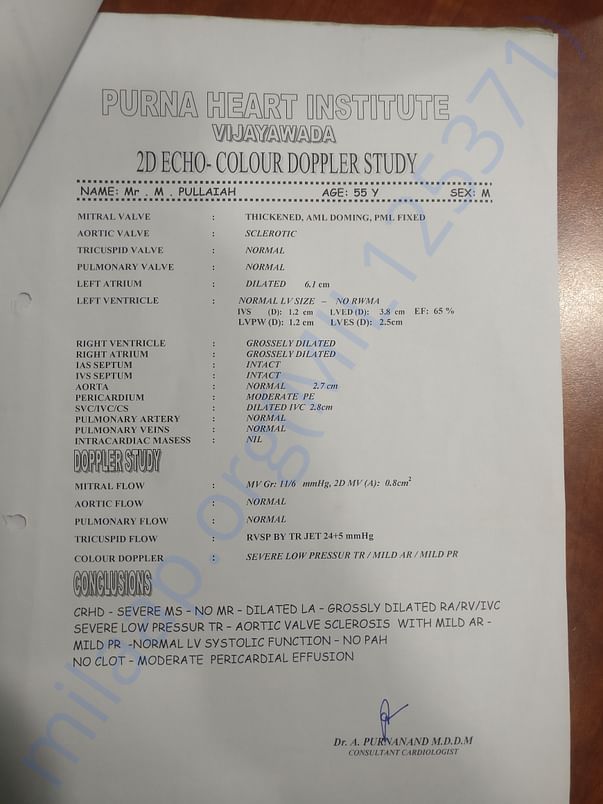 PURNA HEART INSTITUTE
VIJAYAWADA
2D ECHO- COLOUR DOPPLER STUDY
NAME: Mr . M . PULLAIAH AGE: 55 Y SEX: M
MITRAL VALVE : THICKENED, AML DOMING, PML FIXED
AORTIC VALVE : SCLEROTIC
TRICUSPID VALVE : NORMAL
PULMONARY VALVE : NORMAL
LEFT ATRIUM : DILATED 6.1 cm
LEFT VENTRICLE : NORMAL LV SIZE – NO RWMA
IVS (D): 1.2 cm LVED (D): 3.8 cm EF: 65 %
LVPW (D): 1.2 cm LVES (D): 2.5cm
RIGHT VENTRICLE : GROSSELY DILATED
RIGHT ATRIUM : GROSSELY DILATED
IAS SEPTUM : INTACT
IVS SEPTUM : INTACT
AORTA : NORMAL 2.7 cm
PERICARDIUM : MODERATE PE
SVC/IVC/CS : DILATED IVC 2.8cm
PULMONARY ARTERY : NORMAL
PULMONARY VEINS : NORMAL
INTRACARDIAC MASESS : NIL
DOPPLER STUDY
MITRAL FLOW : MV Gr: 11/6 mmHg, 2D MV (A): 0.8cm²
AORTIC FLOW : NORMAL
PULMONARY FLOW : NORMAL
TRICUSPID FLOW : RVSP BY TR JET 24+5 mmHg
COLOUR DOPPLER : SEVERE LOW PRESSUR TR / MILD AR / MILD PR
CONCLUSIONS
CRHD – SEVERE MS – NO MR – DILATED LA – GROSSLY DILATED RA/RV/IVC
SEVERE LOW PRESSUR TR – AORTIC VALVE SCLEROSIS WITH MILD AR –
MILD PR -NORMAL LV SYSTOLIC FUNCTION – NO PAH
NO CLOT – MODERATE PERICARDIAL EFFUSION
Dr. A. PURNANAND M.D.D.M
CONSULTANT CARDIOLOGIST
milaap.org(MIL125371)